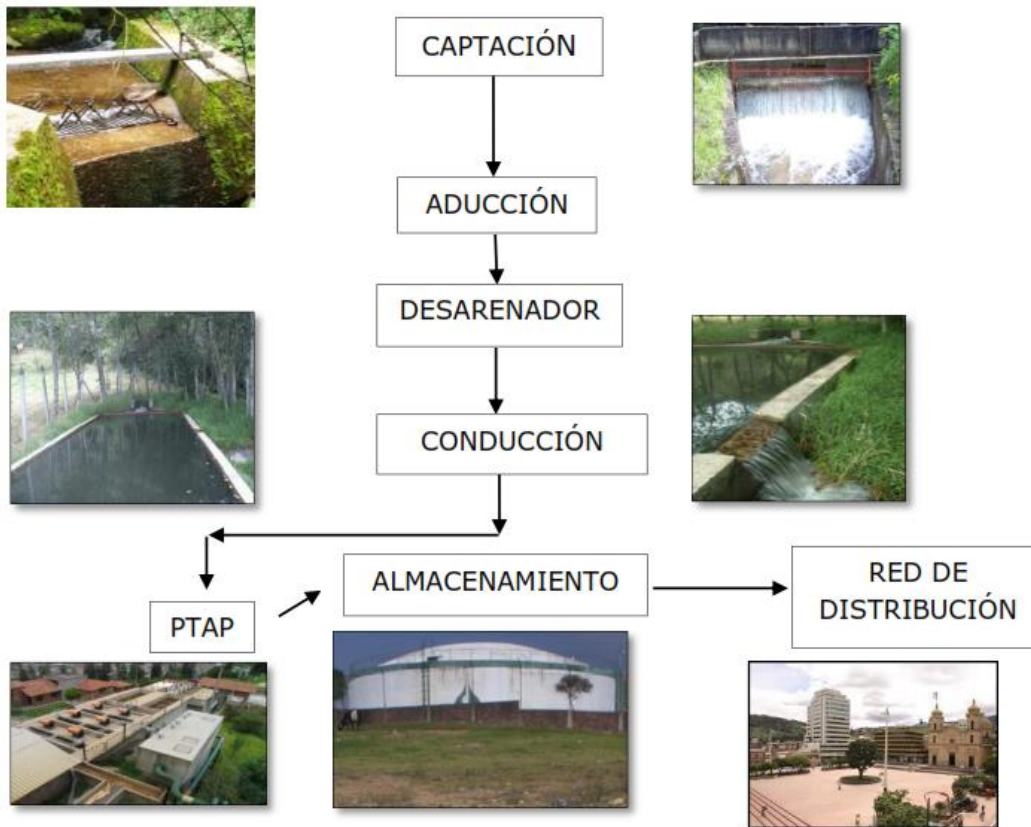 CAPTACIÓN
ADUCCIÓN
DESARENADOR
CONDUCCIÓN
PTAP
ALMACENAMIENTO
RED DE
DISTRIBUCIÓN